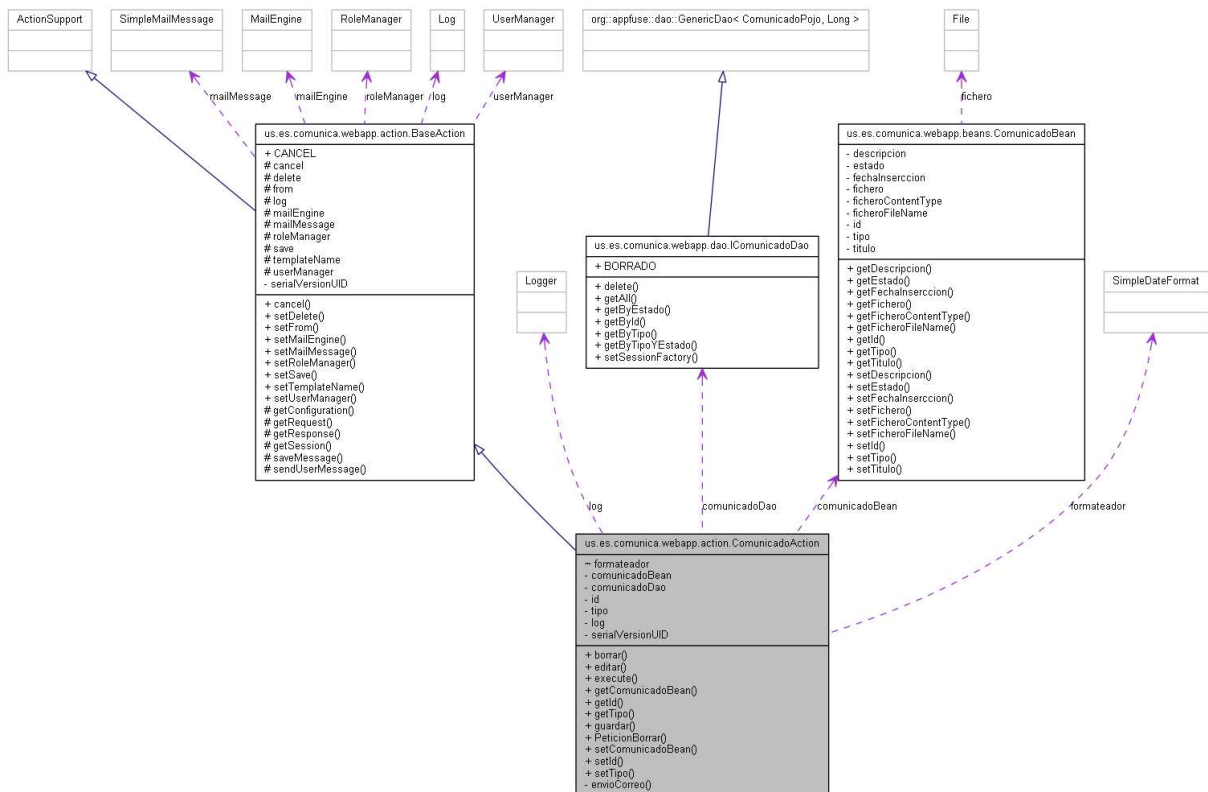 ActionSupport
SimpleMailMessage
MailEngine
RoleManager
Log
UserManager
org::appfuse::dao::GenericDao< ComunicadoPojo, Long >
File
mailMessage
mailEngine
roleManager
log
userManager
fichero
us.es.comunica.webapp.action.BaseAction
+ CANCEL
# cancel
# delete
# from
# log
# mailEngine
# mailMessage
# roleManager
# save
# templateName
# userManager
- serialVersionUID
+ cancel()
+ setDelete()
+ setFrom()
+ setMailEngine()
+ setMailMessage()
+ setRoleManager()
+ setSave()
+ setTemplateName()
+ setUserManager()
# getConfiguration()
# getRequest()
# getResponse()
# getSession()
# saveMessage()
# sendUserMessage()
us.es.comunica.webapp.dao.IComunicadoDao
+ BORRADO
+ delete()
+ getAll()
+ getByEstado()
+ getById()
+ getByTipo()
+ getByTipoYEstado()
+ setSessionFactory()
us.es.comunica.webapp.beans.ComunicadoBean
- descripcion
- estado
- fechaInserccion
- fichero
- ficheroContentType
- ficheroFileName
- id
- tipo
- titulo
+ getDescripcion()
+ getEstado()
+ getFechaInserccion()
+ getFichero()
+ getFicheroContentType()
+ getFicheroFileName()
+ getId()
+ getTipo()
+ getTitulo()
+ setDescripcion()
+ setEstado()
+ setFechaInserccion()
+ setFichero()
+ setFicheroContentType()
+ setFicheroFileName()
+ setId()
+ setTipo()
+ setTitulo()
Logger
SimpleDateFormat
log
comunicadoDao
comunicadoBean
formateador
us.es.comunica.webapp.action.ComunicadoAction
~ formateador
- comunicadoBean
- comunicadoDao
- id
- tipo
- log
- serialVersionUID
+ borrar()
+ editar()
+ execute()
+ getComunicadoBean()
+ getId()
+ getTipo()
+ guardar()
+ PeticionBorrar()
+ setComunicadoBean()
+ setId()
+ setTipo()
- envioCorreo()